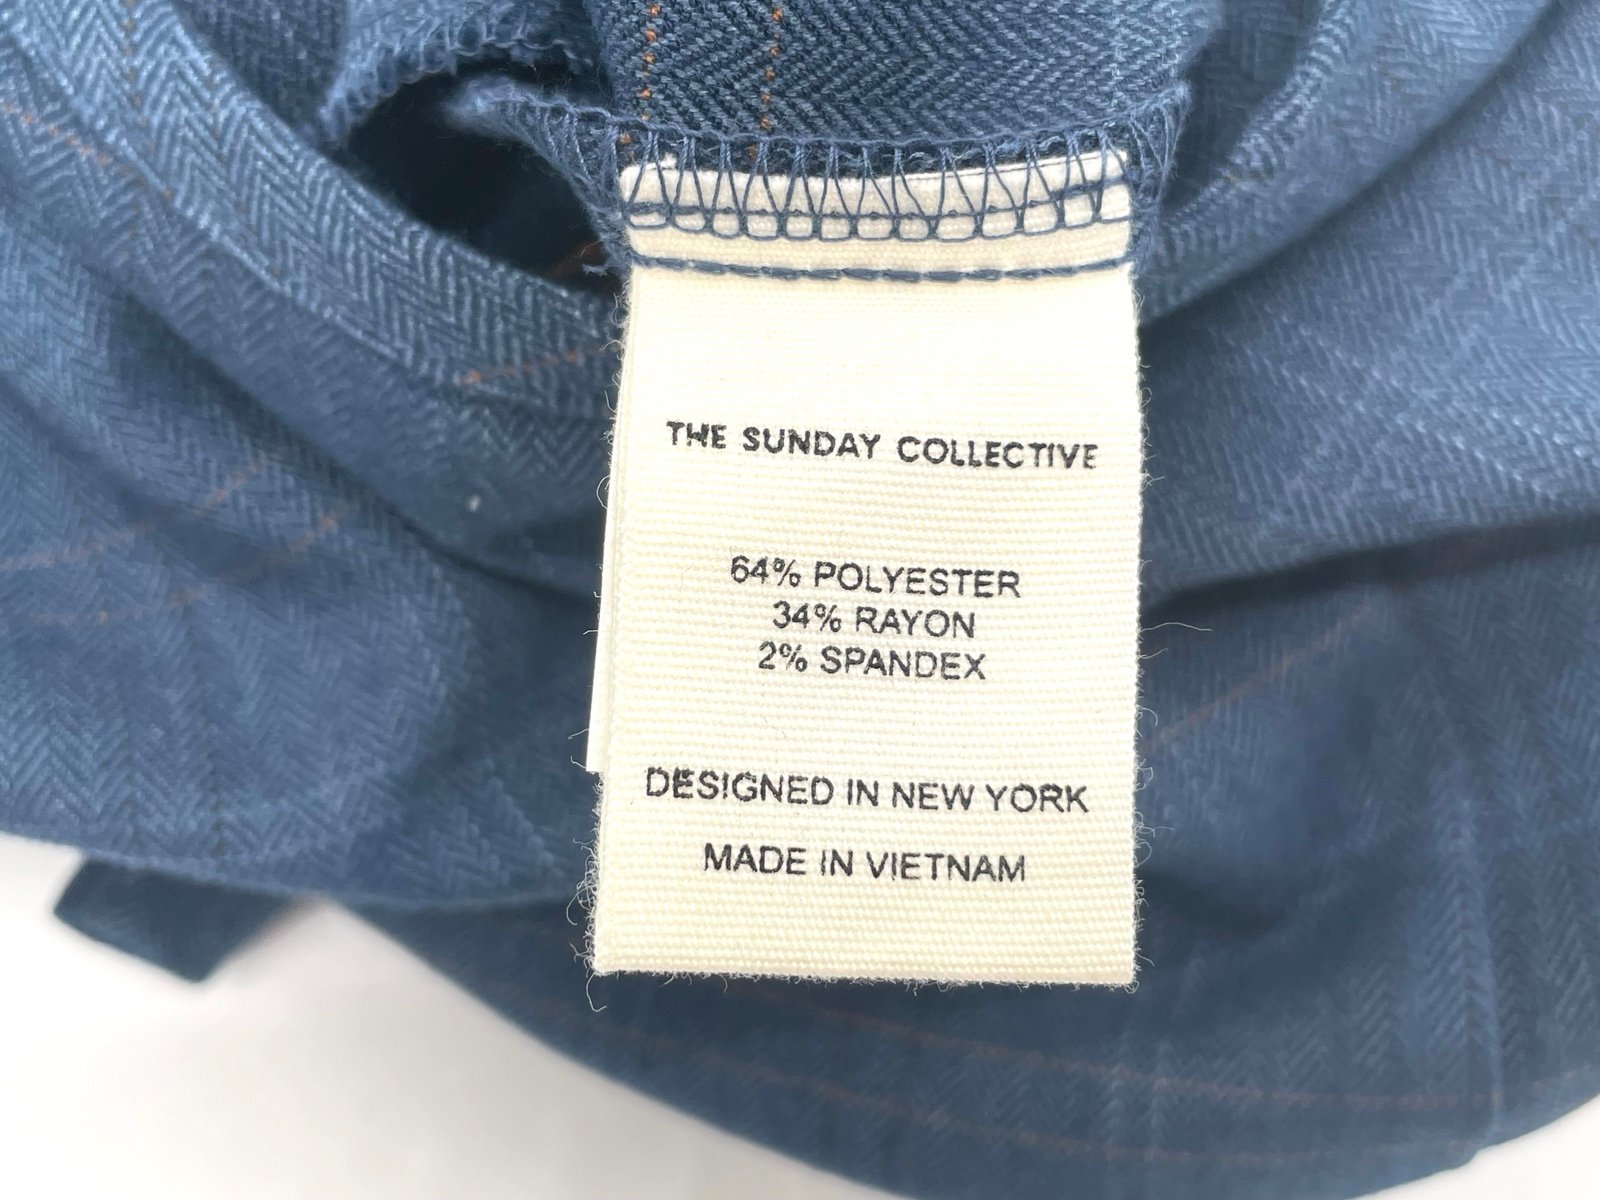 THE SUNDAY COLLECTIVE
64% POLYESTER
34% RAYON
2% SPANDEX
DESIGNED IN NEW YORK
MADE IN VIETNAM